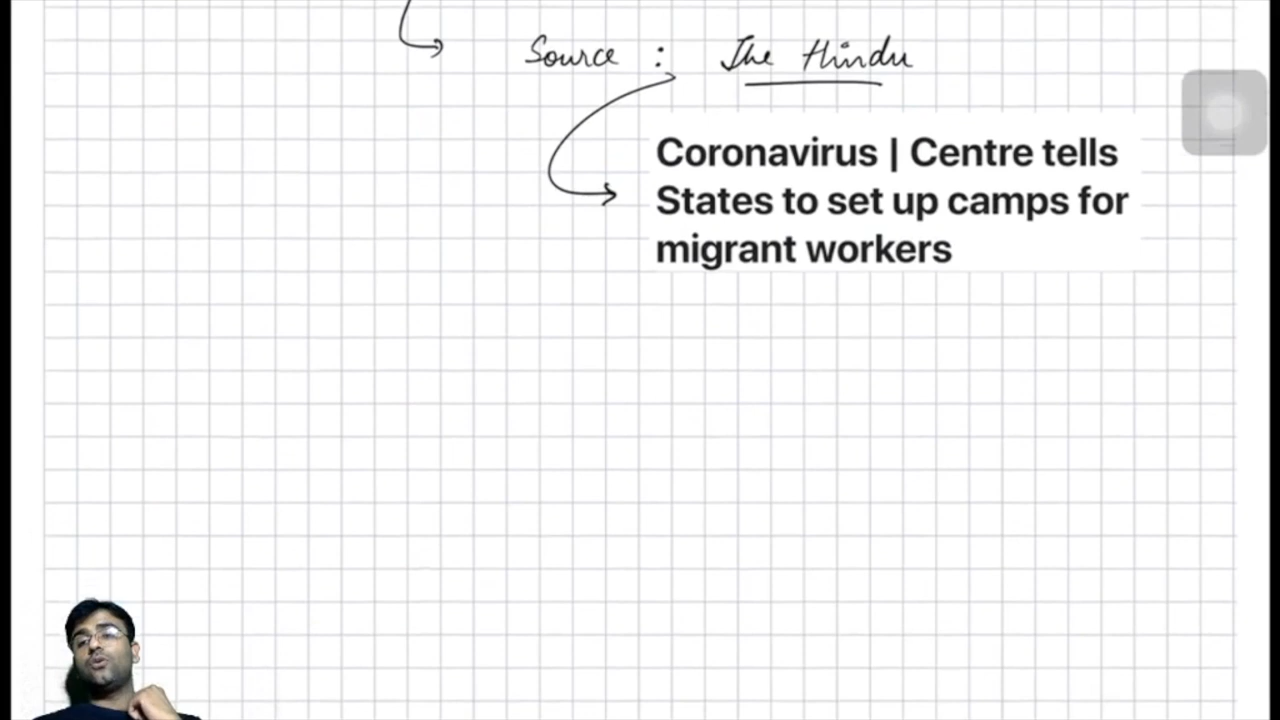 Source : The Hindu
Coronavirus | Centre tells
States to set up camps for
migrant workers